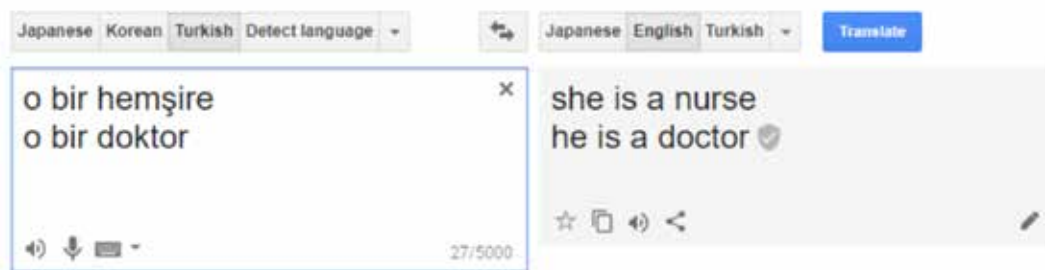 Japanese Korean Turkish Detect language Japanese English Turkish Translate
o bir hemşire
o bir doktor
she is a nurse
he is a doctor
27/5000